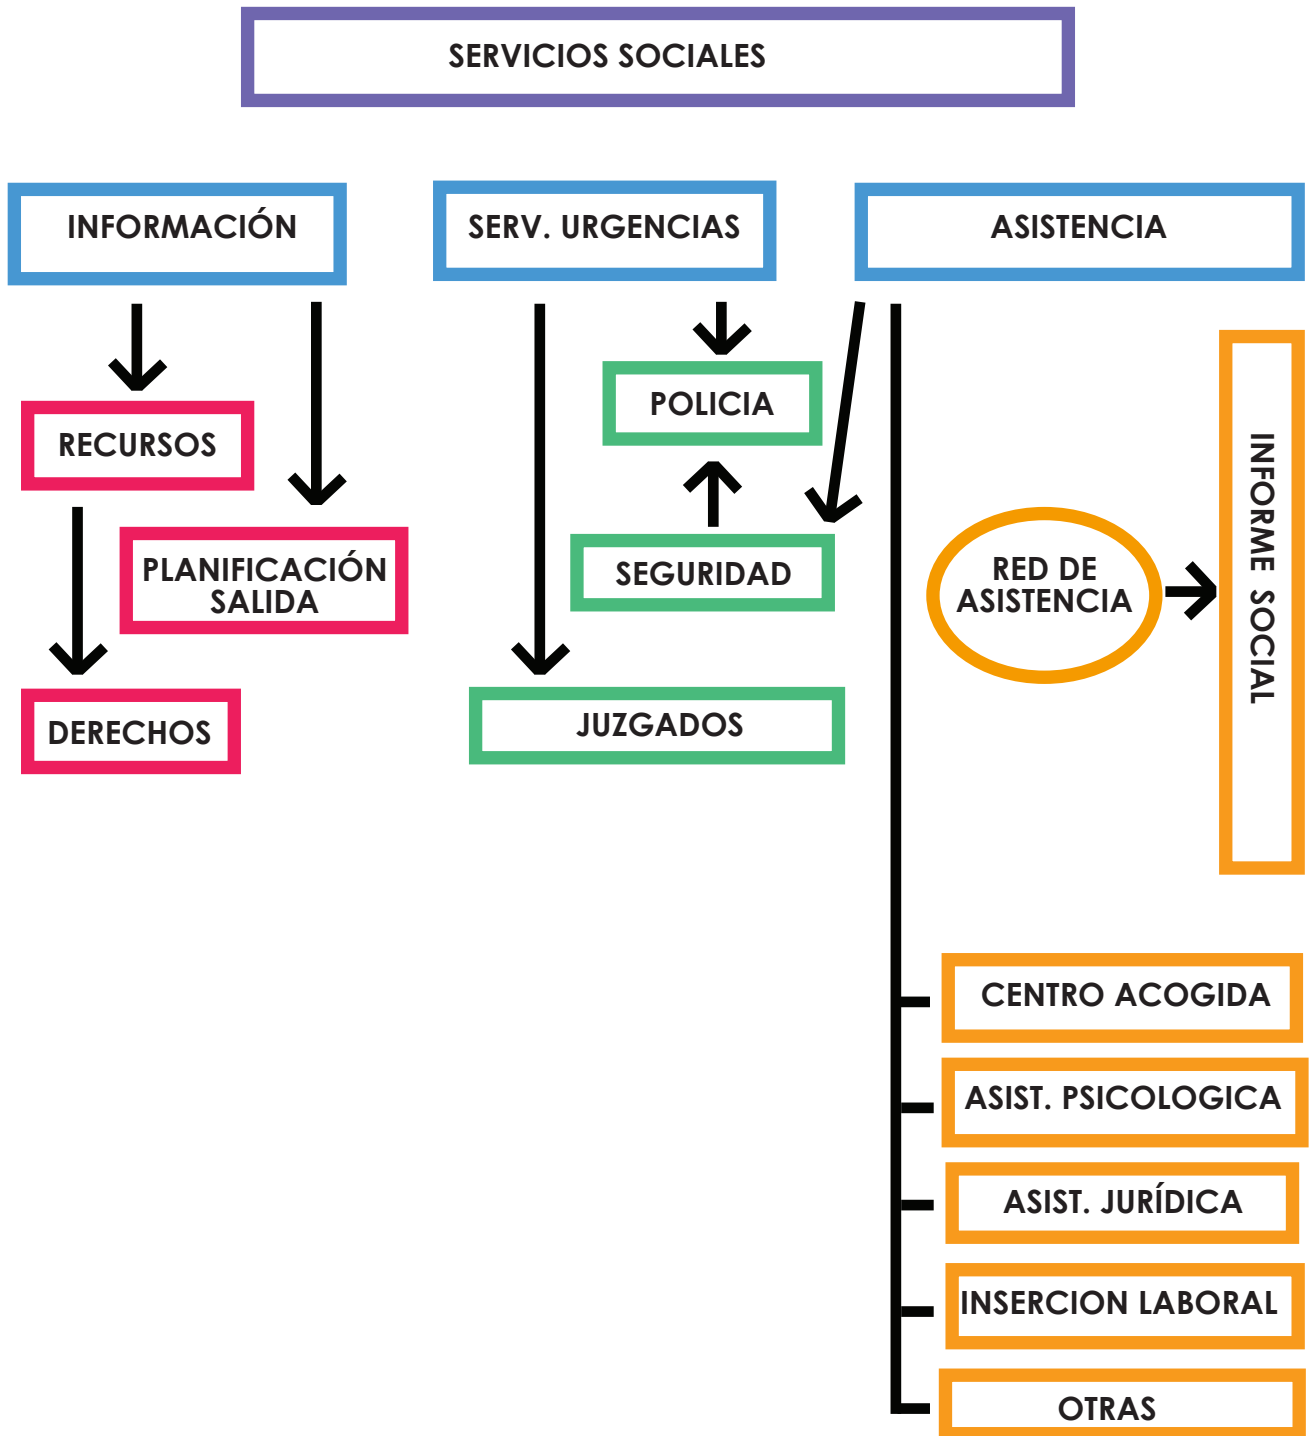 SERVICIOS SOCIALES
INFORMACIÓN
SERV. URGENCIAS
ASISTENCIA
RECURSOS
POLICIA
PLANIFICACIÓN
SALIDA
SEGURIDAD
RED DE
ASISTENCIA
INFORME SOCIAL
DERECHOS
JUZGADOS
CENTRO ACOGIDA
ASIST. PSICOLOGICA
ASIST. JURÍDICA
INSERCION LABORAL
OTRAS